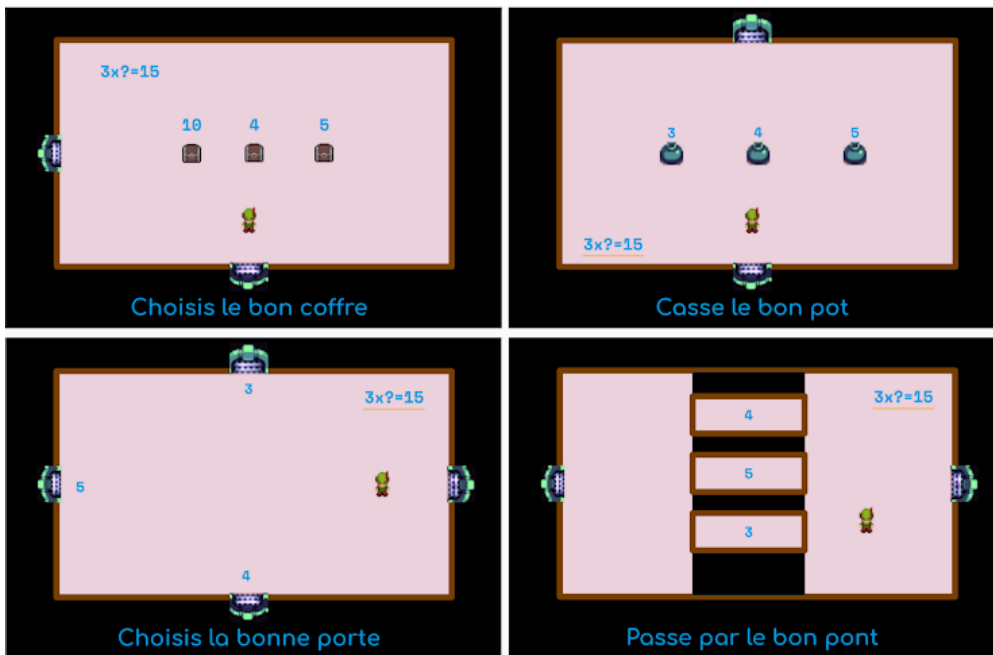 3x?=15
10 4 5
Choisis le bon coffre
3 4 5
3x?=15
Casse le bon pot
3
3x?=15
5
4
Choisis la bonne porte
3x?=15
4
5
3
Passe par le bon pont